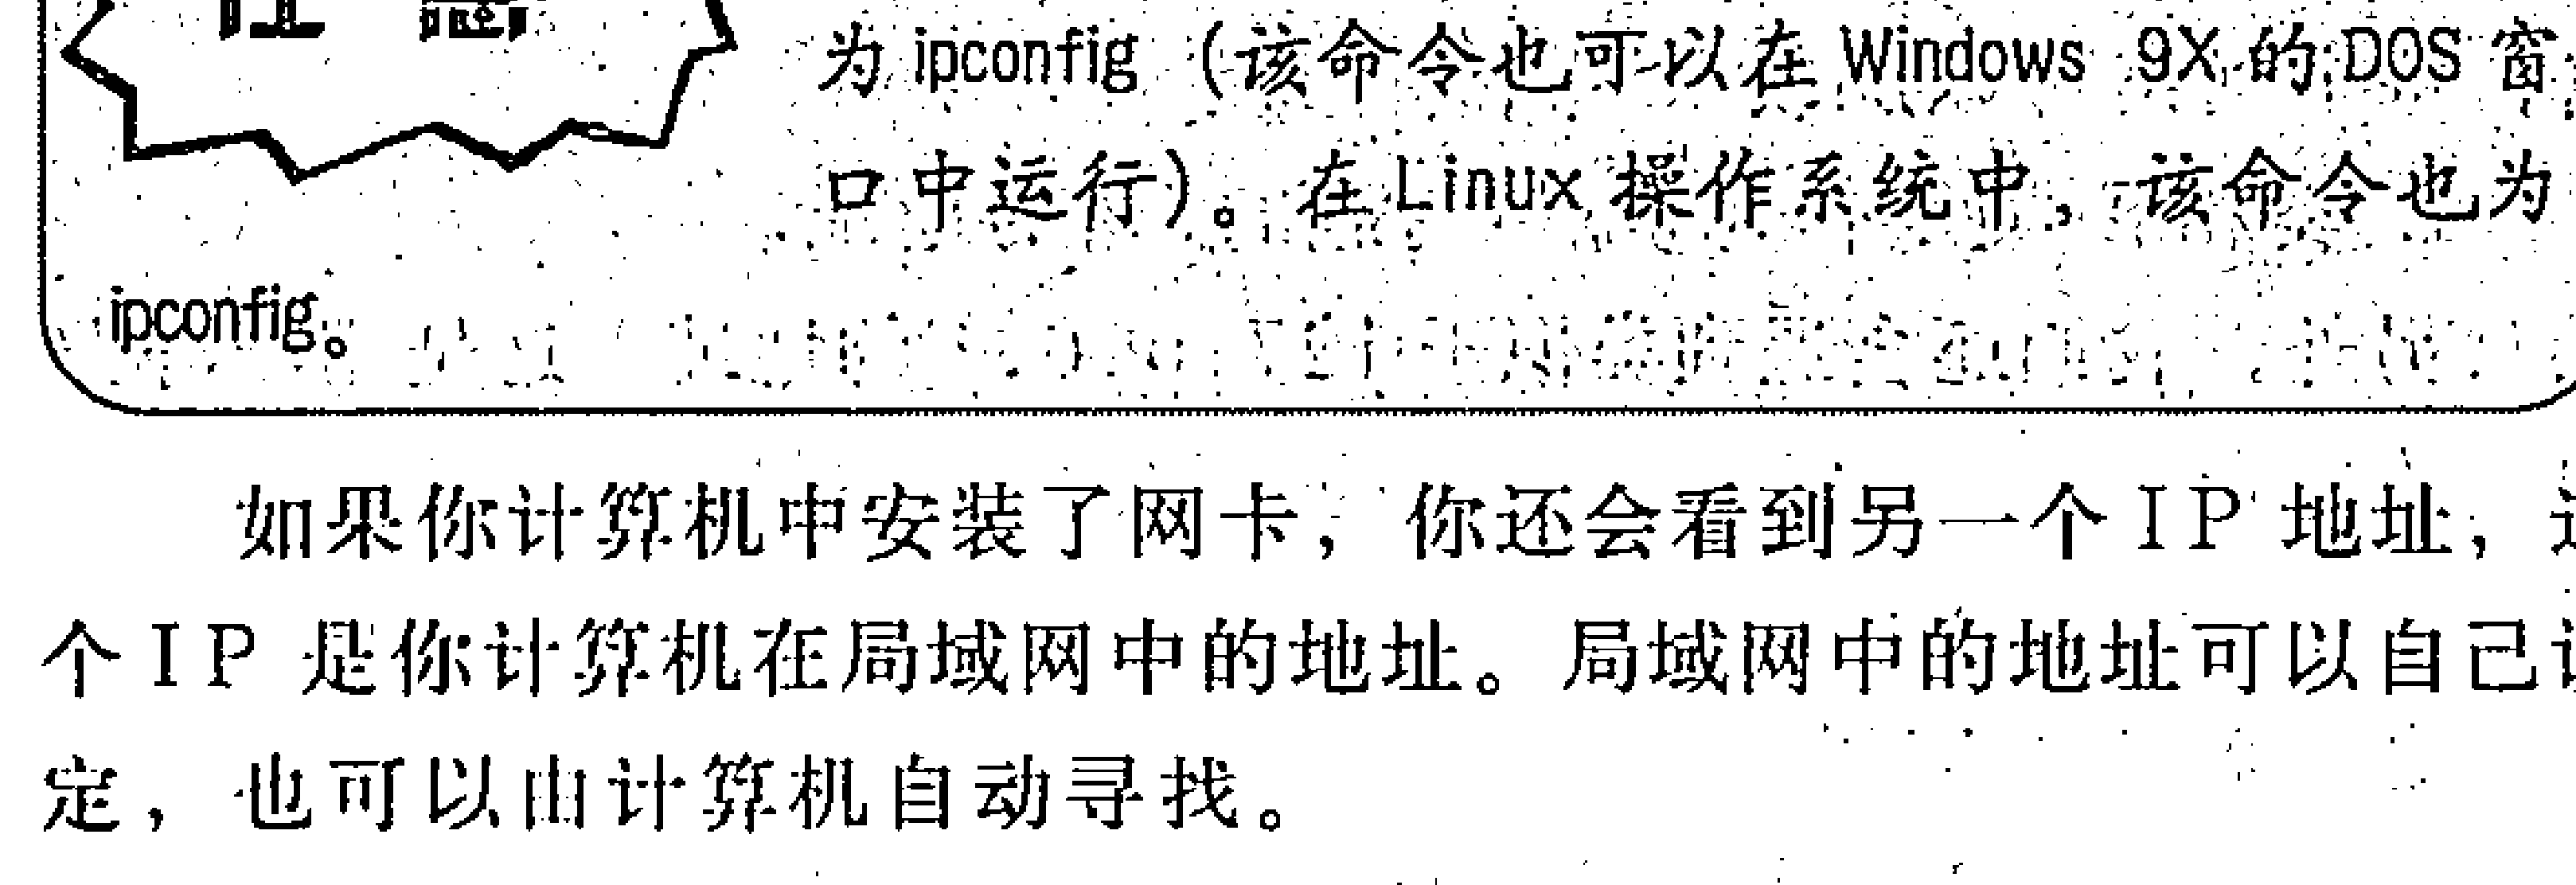 为 ipconfig (该命令也可以在 Windows 9X 的 DOS 窗
口中运行)。在 Linux 操作系统中，该命令也为
ipconfig。
如果你计算机中安装了网卡，你还会看到另一个IP 地址，
个IP 是你计算机在局域网中的地址。局域网中的地址可以自己
定，也可以由计算机自动寻找。